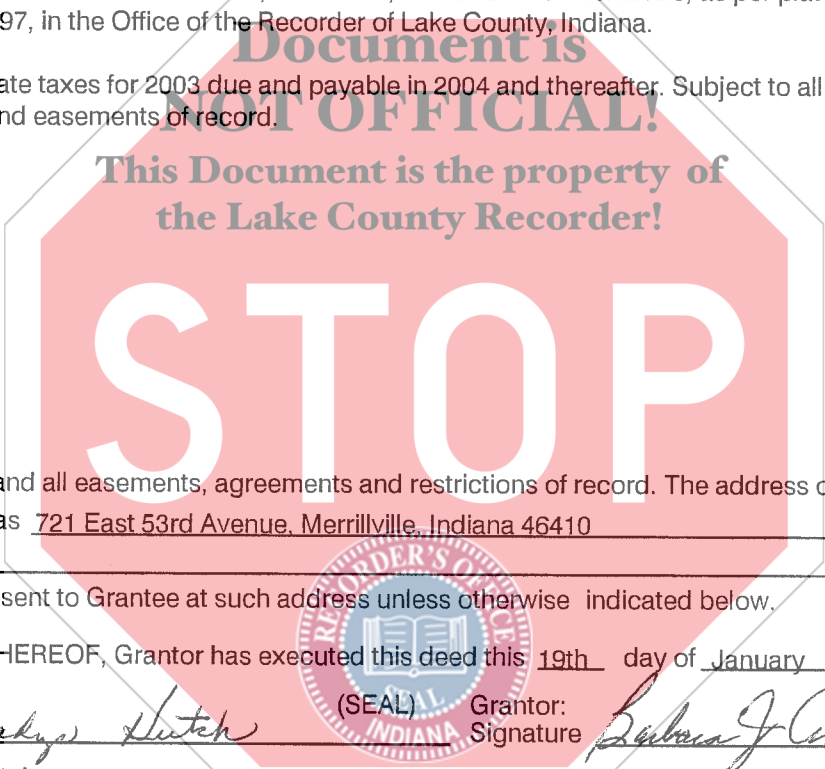 97, in the Office of the Recorder of Lake County, Indiana.
Document is
ate taxes for 2003 due and payable in 2004 and thereafter. Subject to all
NOT OFFICIAL!
nd easements of record.
This Document is the property of
the Lake County Recorder!
STOP
and all easements, agreements and restrictions of record. The address o
as 721 East 53rd Avenue, Merrillville, Indiana 46410
RECORDER'S OFFICE
sent to Grantee at such address unless otherwise indicated below.
HEREOF, Grantor has executed this deed this 19th day of January
SEAL
(SEAL) Grantor:
Hutch Signature Barbara J
INDIANA